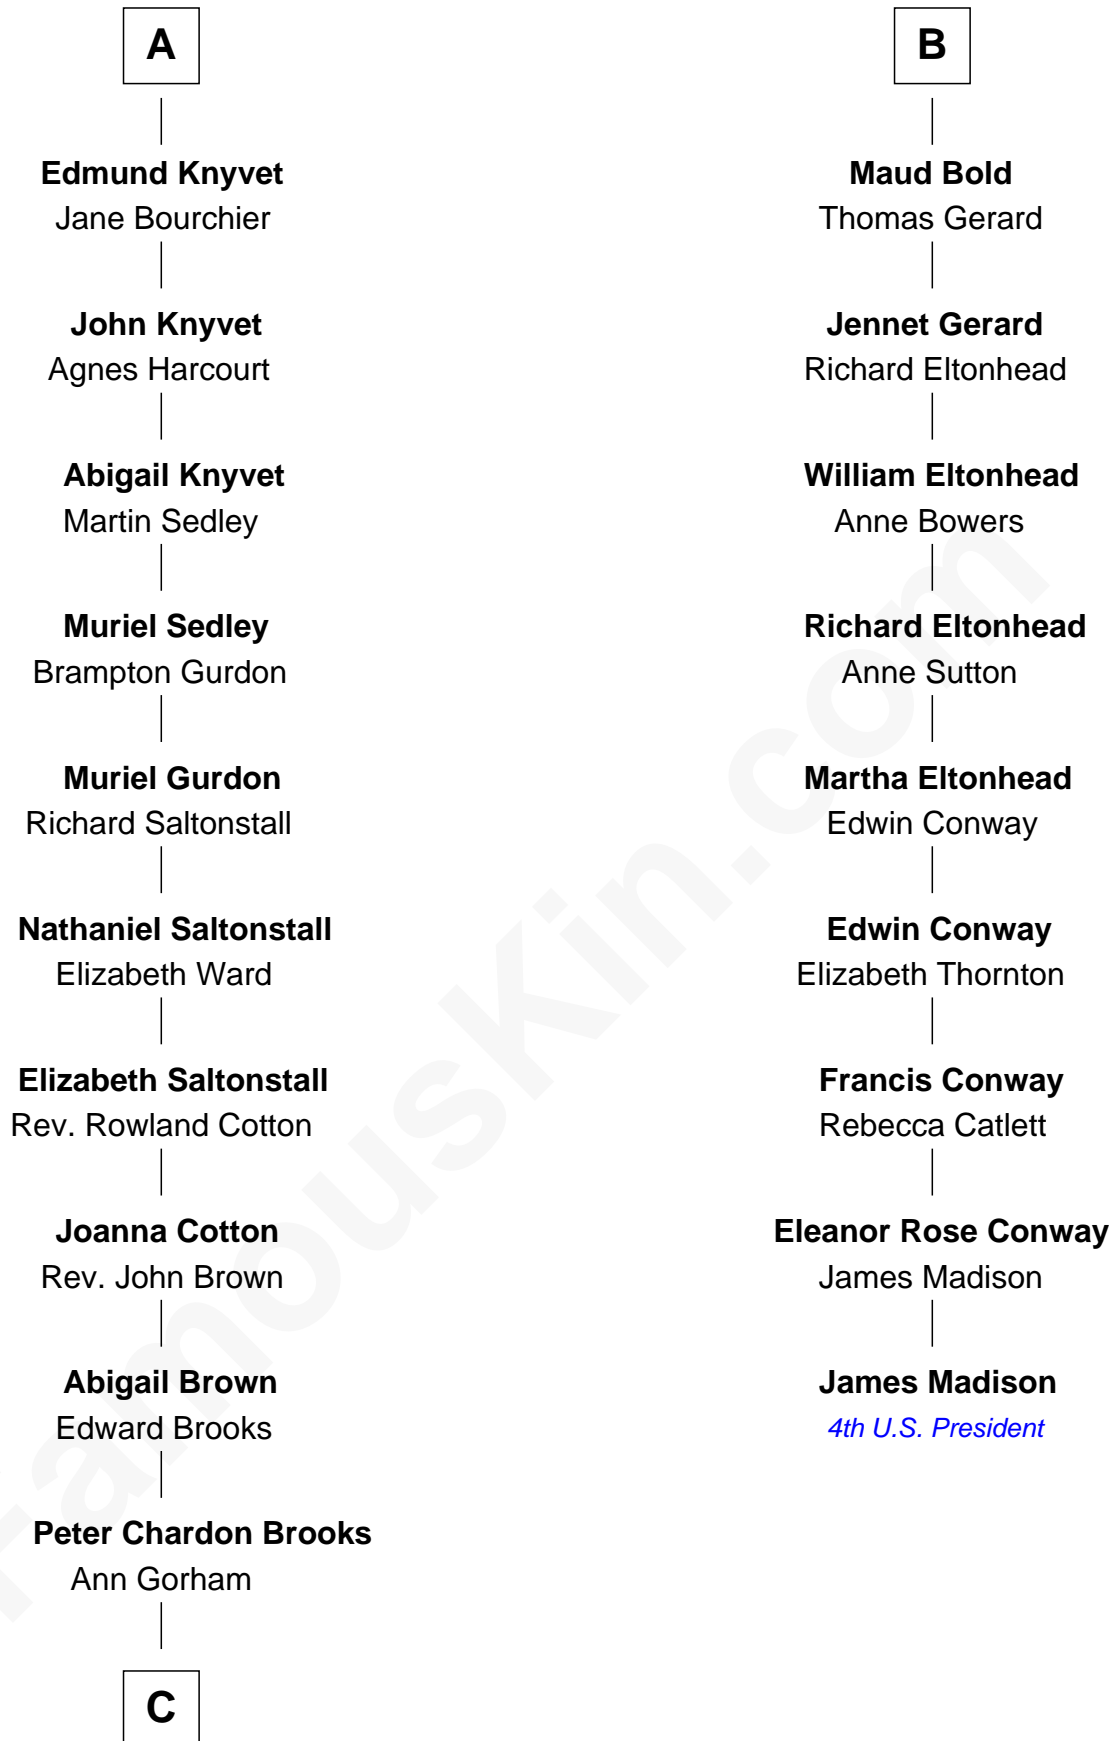 A
Edmund Knyvet
Jane Bourchier
John Knyvet
Agnes Harcourt
Abigail Knyvet
Martin Sedley
Muriel Sedley
Brampton Gurdon
Muriel Gurdon
Richard Saltonstall
Nathaniel Saltonstall
Elizabeth Ward
Elizabeth Saltonstall
Rev. Rowland Cotton
Joanna Cotton
Rev. John Brown
Abigail Brown
Edward Brooks
Peter Chardon Brooks
Ann Gorham
C
B
Maud Bold
Thomas Gerard
Jennet Gerard
Richard Eltonhead
William Eltonhead
Anne Bowers
Richard Eltonhead
Anne Sutton
Martha Eltonhead
Edwin Conway
Edwin Conway
Elizabeth Thornton
Francis Conway
Rebecca Catlett
Eleanor Rose Conway
James Madison
James Madison
4th U.S. President
FamousKin.com